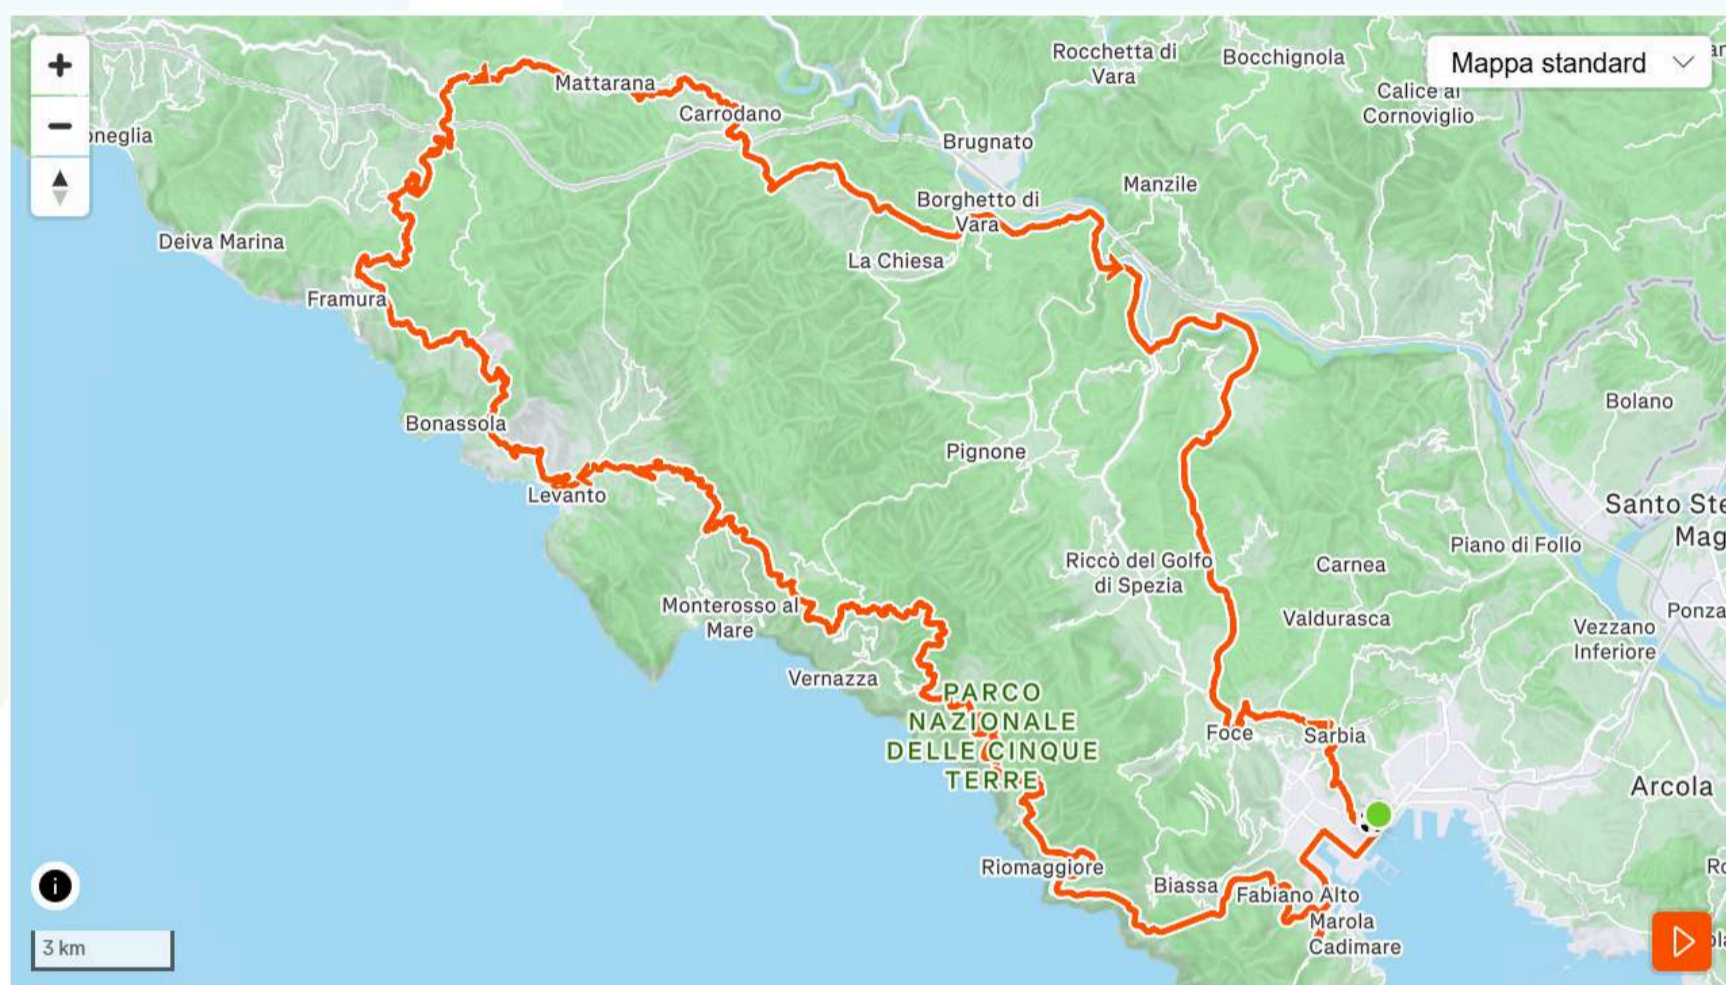 +
Mappa standard
−
Rocchetta di
Vara
Bocchignola
Calice al
Cornoviglio
Mattarana
Carrodano
Brugnato
Manzile
Borghetto di
Vara
Deiva Marina
La Chiesa
Framura
Bolano
Bonassola
Pignone
Levanto
Santo Ste
Mag
Piano di Follo
Riccò del Golfo
di Spezia
Carnea
Monterosso al
Mare
Valdurasca
Ponza
Vezzano
Inferiore
Vernazza
PARCO
NAZIONALE
DELLE CINQUE
TERRE
Foce
Sarbia
Arcola
Riomaggiore
Biassa
Fabiano Alto
Marola
Cadimare
i
3 km